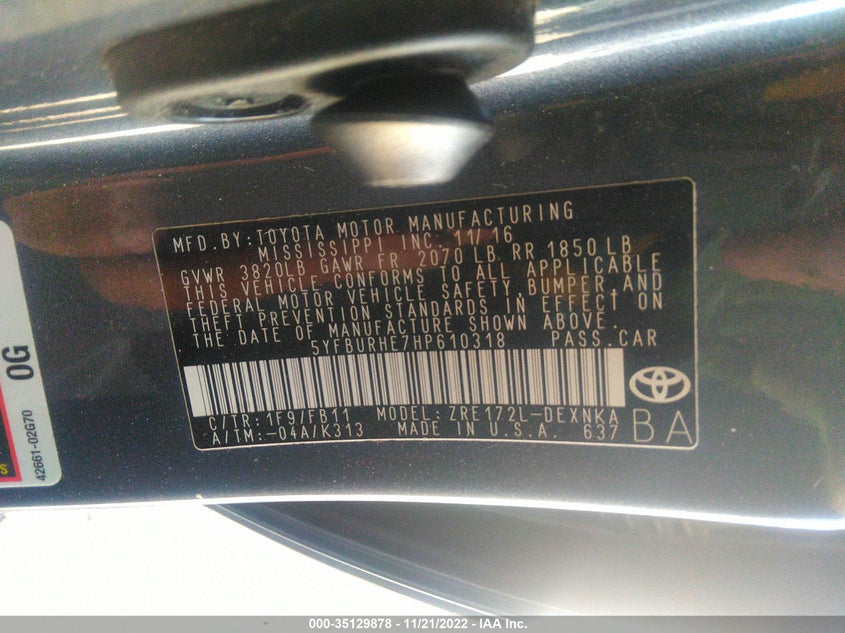 MFD.BY:TOYOTA MOTOR MANUFACTURING
MISSISSIPPI INC. 11/16
GVWR 3820LB GAWR FR 2070 LB RR 1850 LB
THIS VEHICLE CONFORMS TO ALL APPLICABLE
FEDERAL MOTOR VEHICLE SAFETY, BUMPER,AND
THEFT PREVENTION STANDARDS IN EFFECT ON
THE DATE OF MANUFACTURE SHOWN ABOVE.
5YFBURHE7HP610318 PASS.CAR
C/TR:1F9/FB11 MODEL:ZRE172L-DEXNKA
A/TM:-04A/K313 MADE IN U.S.A. 637
BA
0G
42661-02G70
S
000-35129878 - 11/21/2022 - IAA Inc.